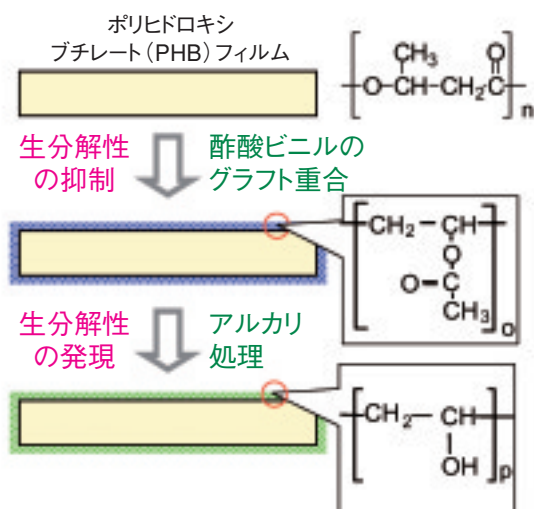 ポリヒドロキシ
ブチレート（PHB）フィルム
CH3
O
O-CH-CH2C
n
生分解性
の抑制
酢酸ビニルの
グラフト重合
CH2-CH
O
O=C
CH3
o
生分解性
の発現
アルカリ
処理
CH2-CH
OH
p